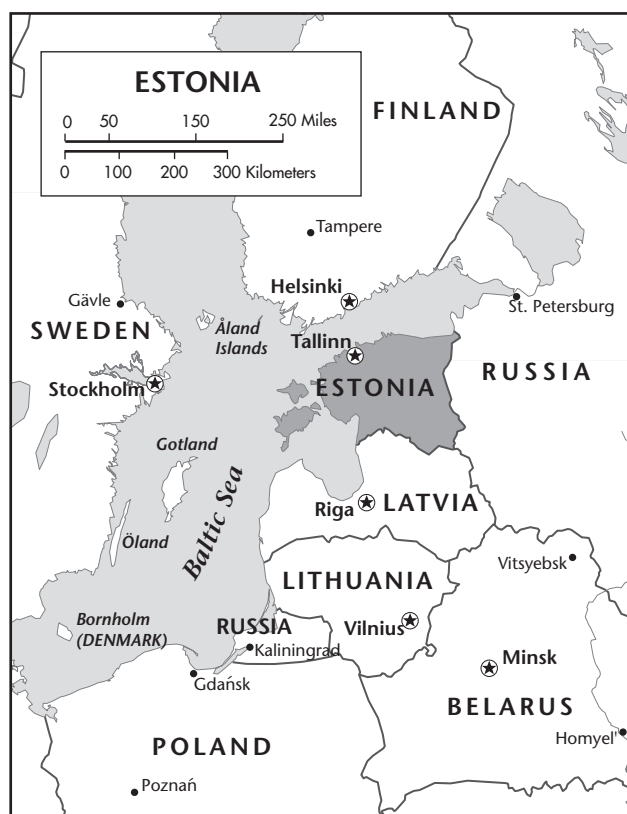 ESTONIA
0 50 150 250 Miles
0 100 200 300 Kilometers
FINLAND
Tampere
Helsinki
Gävle
St. Petersburg
Åland
Islands
SWEDEN
Tallinn
Stockholm
ESTONIA
RUSSIA
Gotland
Baltic Sea
Riga
LATVIA
Öland
Vitsyebsk
LITHUANIA
Bornholm
(DENMARK)
RUSSIA
Vilnius
Kaliningrad
Minsk
Gdańsk
BELARUS
Homyel'
POLAND
Poznań